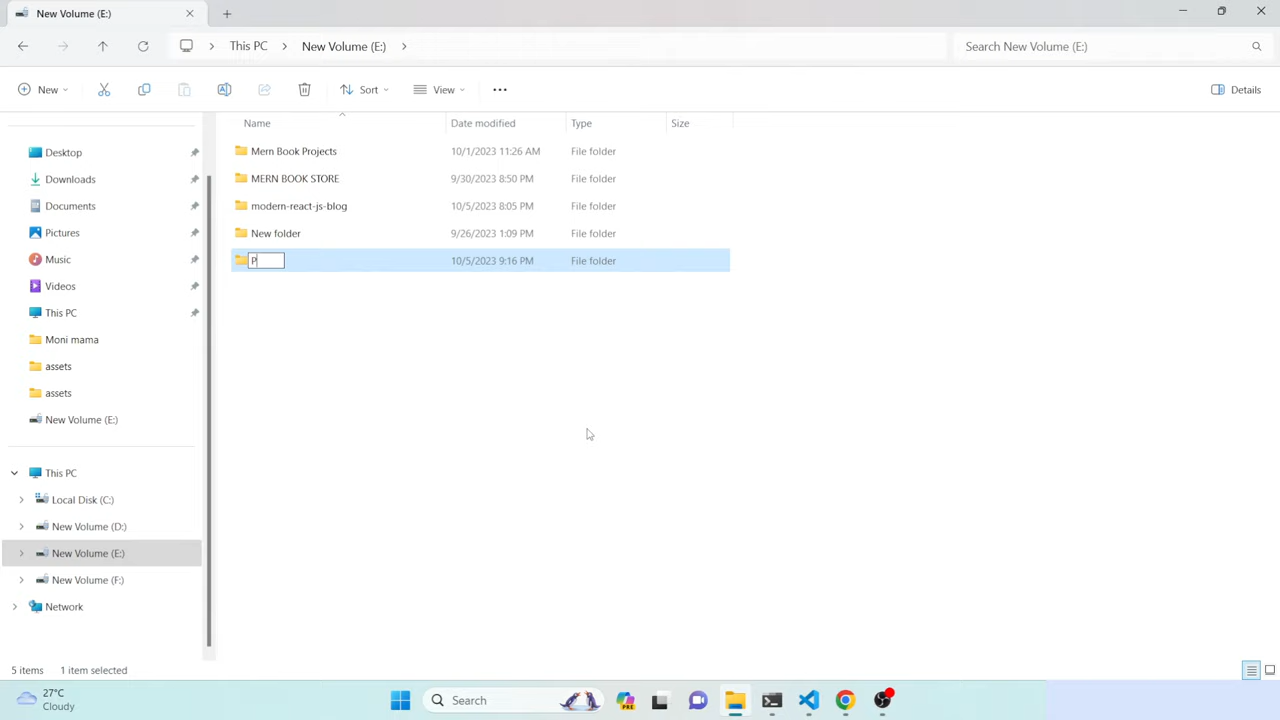 New Volume (E:)
This PC
New Volume (E:)
Search New Volume (E:)
New
Sort
View
Details
Name
Date modified
Type
Size
Mern Book Projects
10/1/2023 11:26 AM
File folder
MERN BOOK STORE
9/30/2023 8:50 PM
File folder
modern-react-js-blog
10/5/2023 8:05 PM
File folder
New folder
9/26/2023 1:09 PM
File folder
P
10/5/2023 9:16 PM
File folder
Desktop
Downloads
Documents
Pictures
Music
Videos
This PC
Moni mama
assets
assets
New Volume (E:)
This PC
Local Disk (C:)
New Volume (D:)
New Volume (E:)
New Volume (F:)
Network
5 items
1 item selected
27°C
Cloudy
Search
PRE